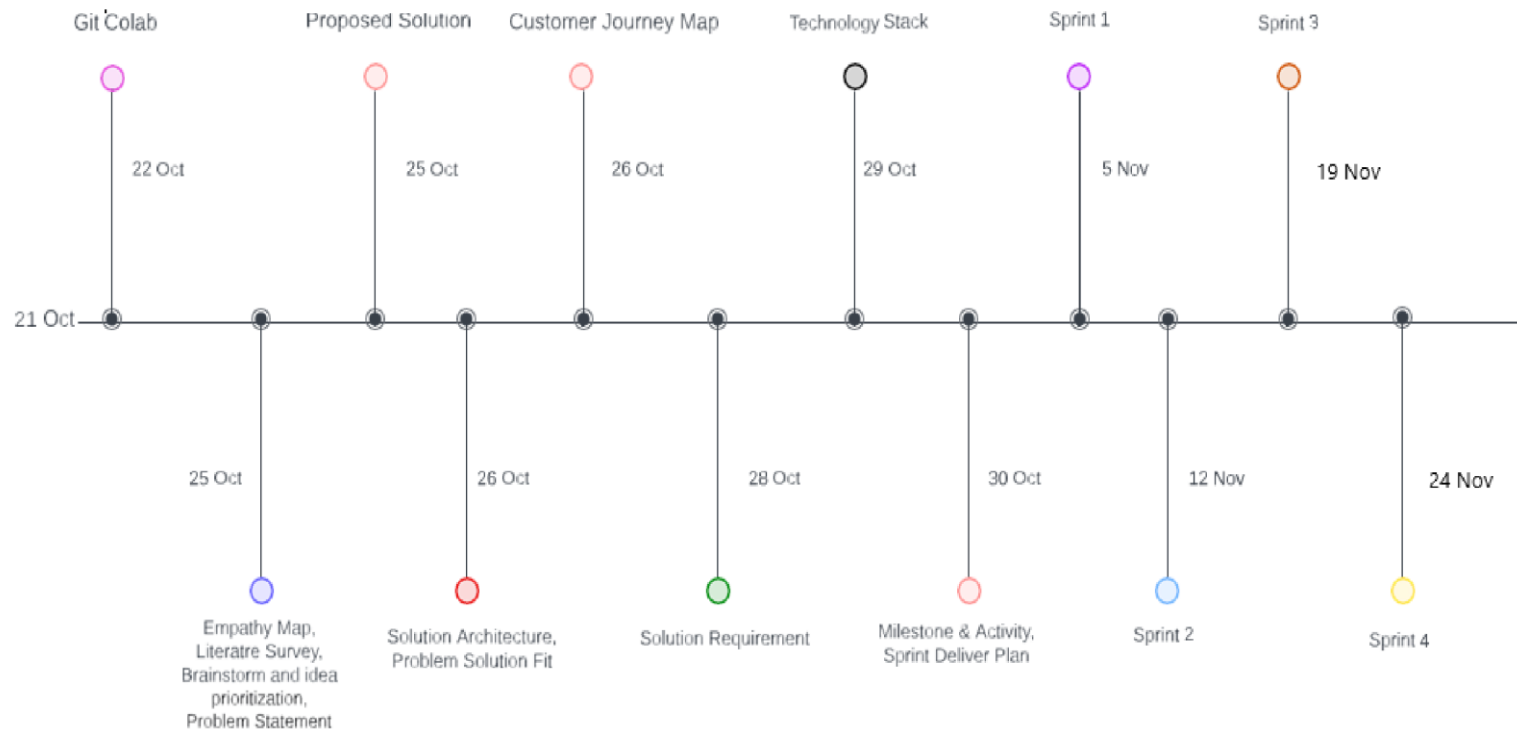 Git Colab
Proposed Solution
Customer Journey Map
Technology Stack
Sprint 1
Sprint 3
22 Oct
25 Oct
26 Oct
29 Oct
5 Nov
19 Nov
21 Oct
25 Oct
26 Oct
28 Oct
30 Oct
12 Nov
24 Nov
Empathy Map,
Literatre Survey,
Brainstorm and idea
prioritization,
Problem Statement
Solution Architecture,
Problem Solution Fit
Solution Requirement
Milestone & Activity,
Sprint Deliver Plan
Sprint 2
Sprint 4